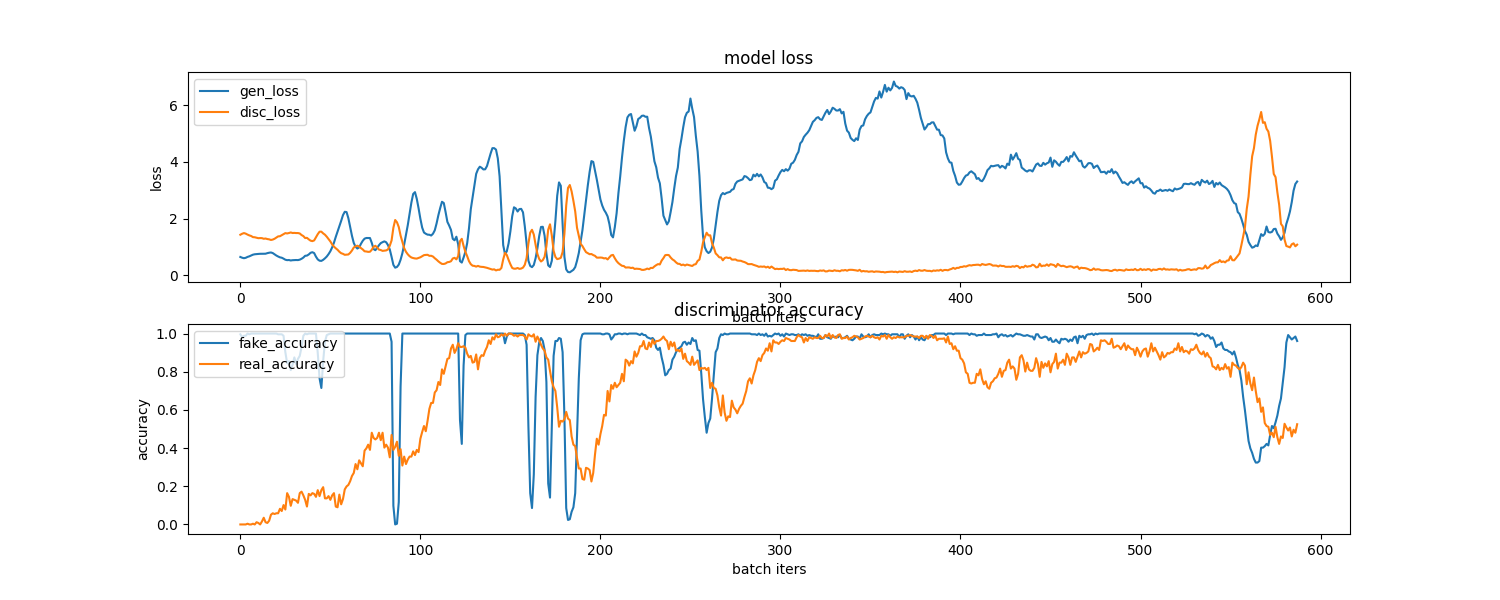 model loss
gen_loss
disc_loss
loss
6
4
2
0
0 100 200 300 400 500 600
batch iters
discriminator accuracy
fake_accuracy
real_accuracy
accuracy
1.0
0.8
0.6
0.4
0.2
0.0
0 100 200 300 400 500 600
batch iters